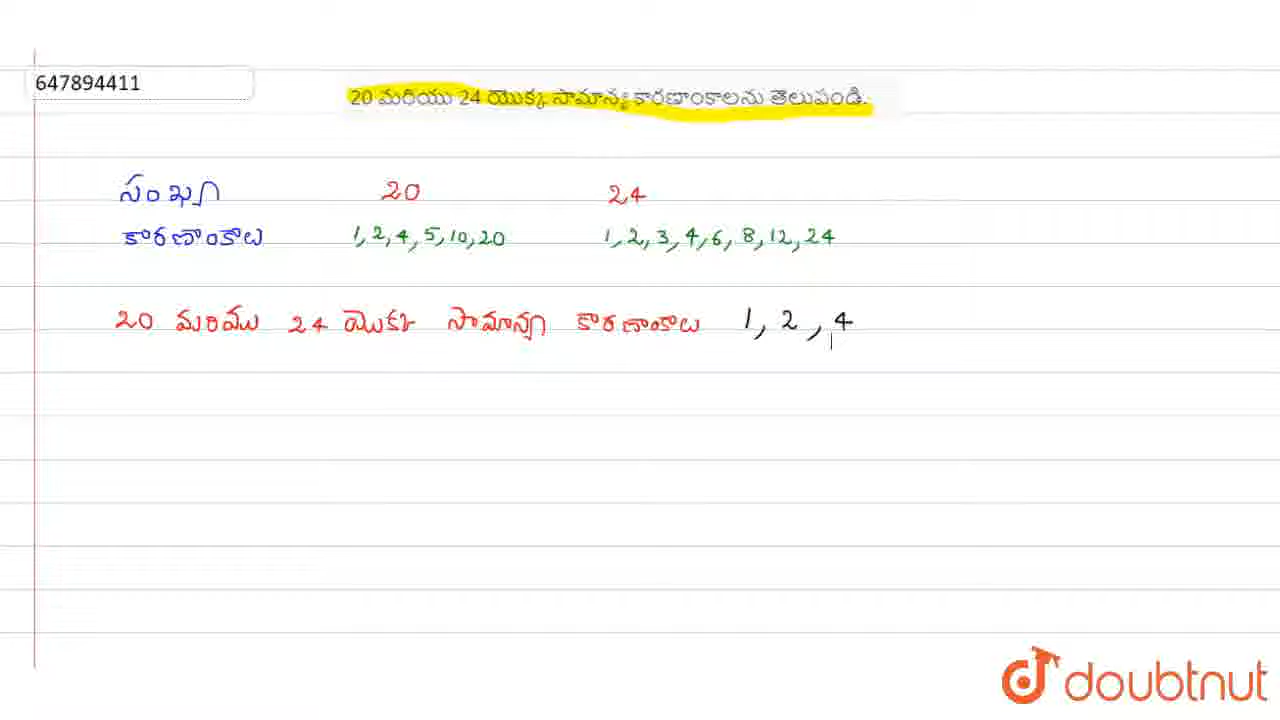 647894411
20 మరియు 24 యొక్క సామాన్య కారణాంకాలను తెలుపండి.
సంఖ్య 20 24
కారణాంకాలు 1, 2, 4, 5, 10, 20 1, 2, 3, 4, 6, 8, 12, 24
20 మరియు 24 యొక్క సామాన్య కారణాంకాలు 1, 2, 4
doubtnut